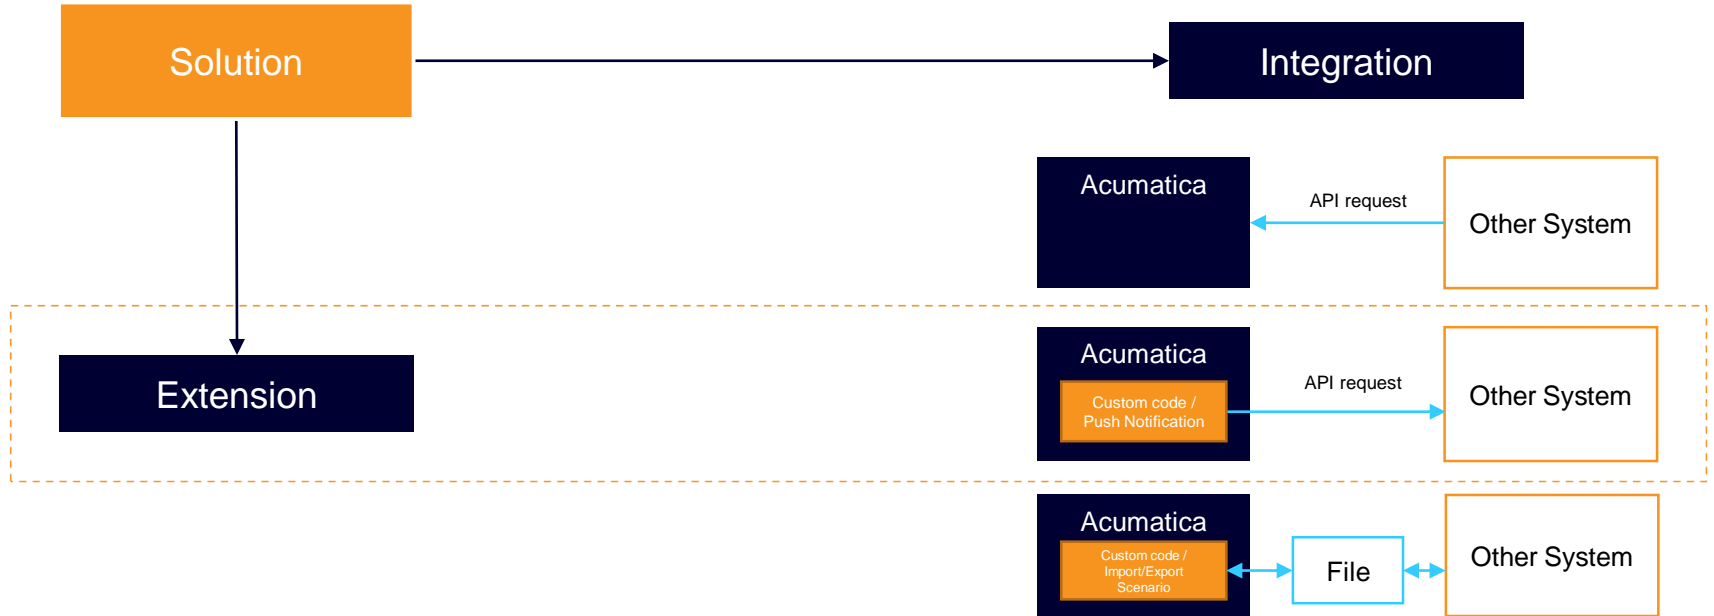 Solution
Integration
Acumatica
API request
Other System
Extension
Acumatica
Custom code /
Push Notification
API request
Other System
Acumatica
Custom code /
Import/Export
Scenario
File
Other System